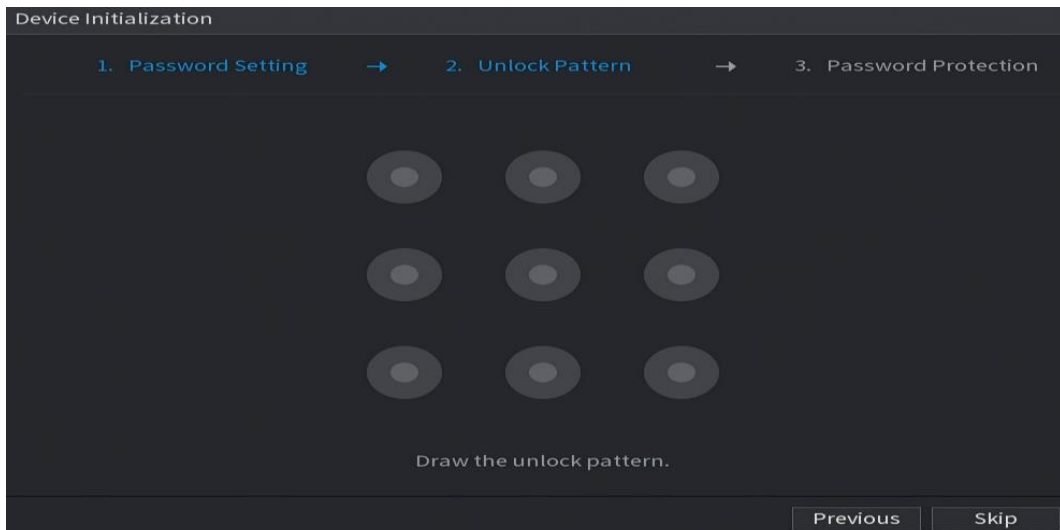 Device Initialization
1. Password Setting → 2. Unlock Pattern → 3. Password Protection
Draw the unlock pattern.
Previous Skip